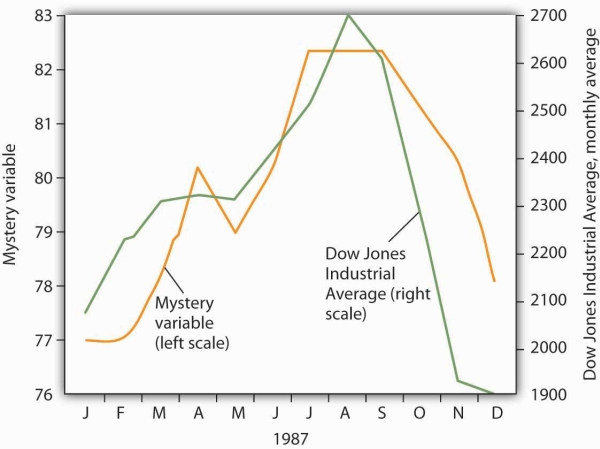 83
82
81
80
79
78
77
76
Mystery variable
2700
2600
2500
2400
2300
2200
2100
2000
1900
Dow Jones Industrial Average, monthly average
Dow Jones
Industrial
Average (right
scale)
Mystery
variable
(left scale)
J F M A M J J A S O N D
1987